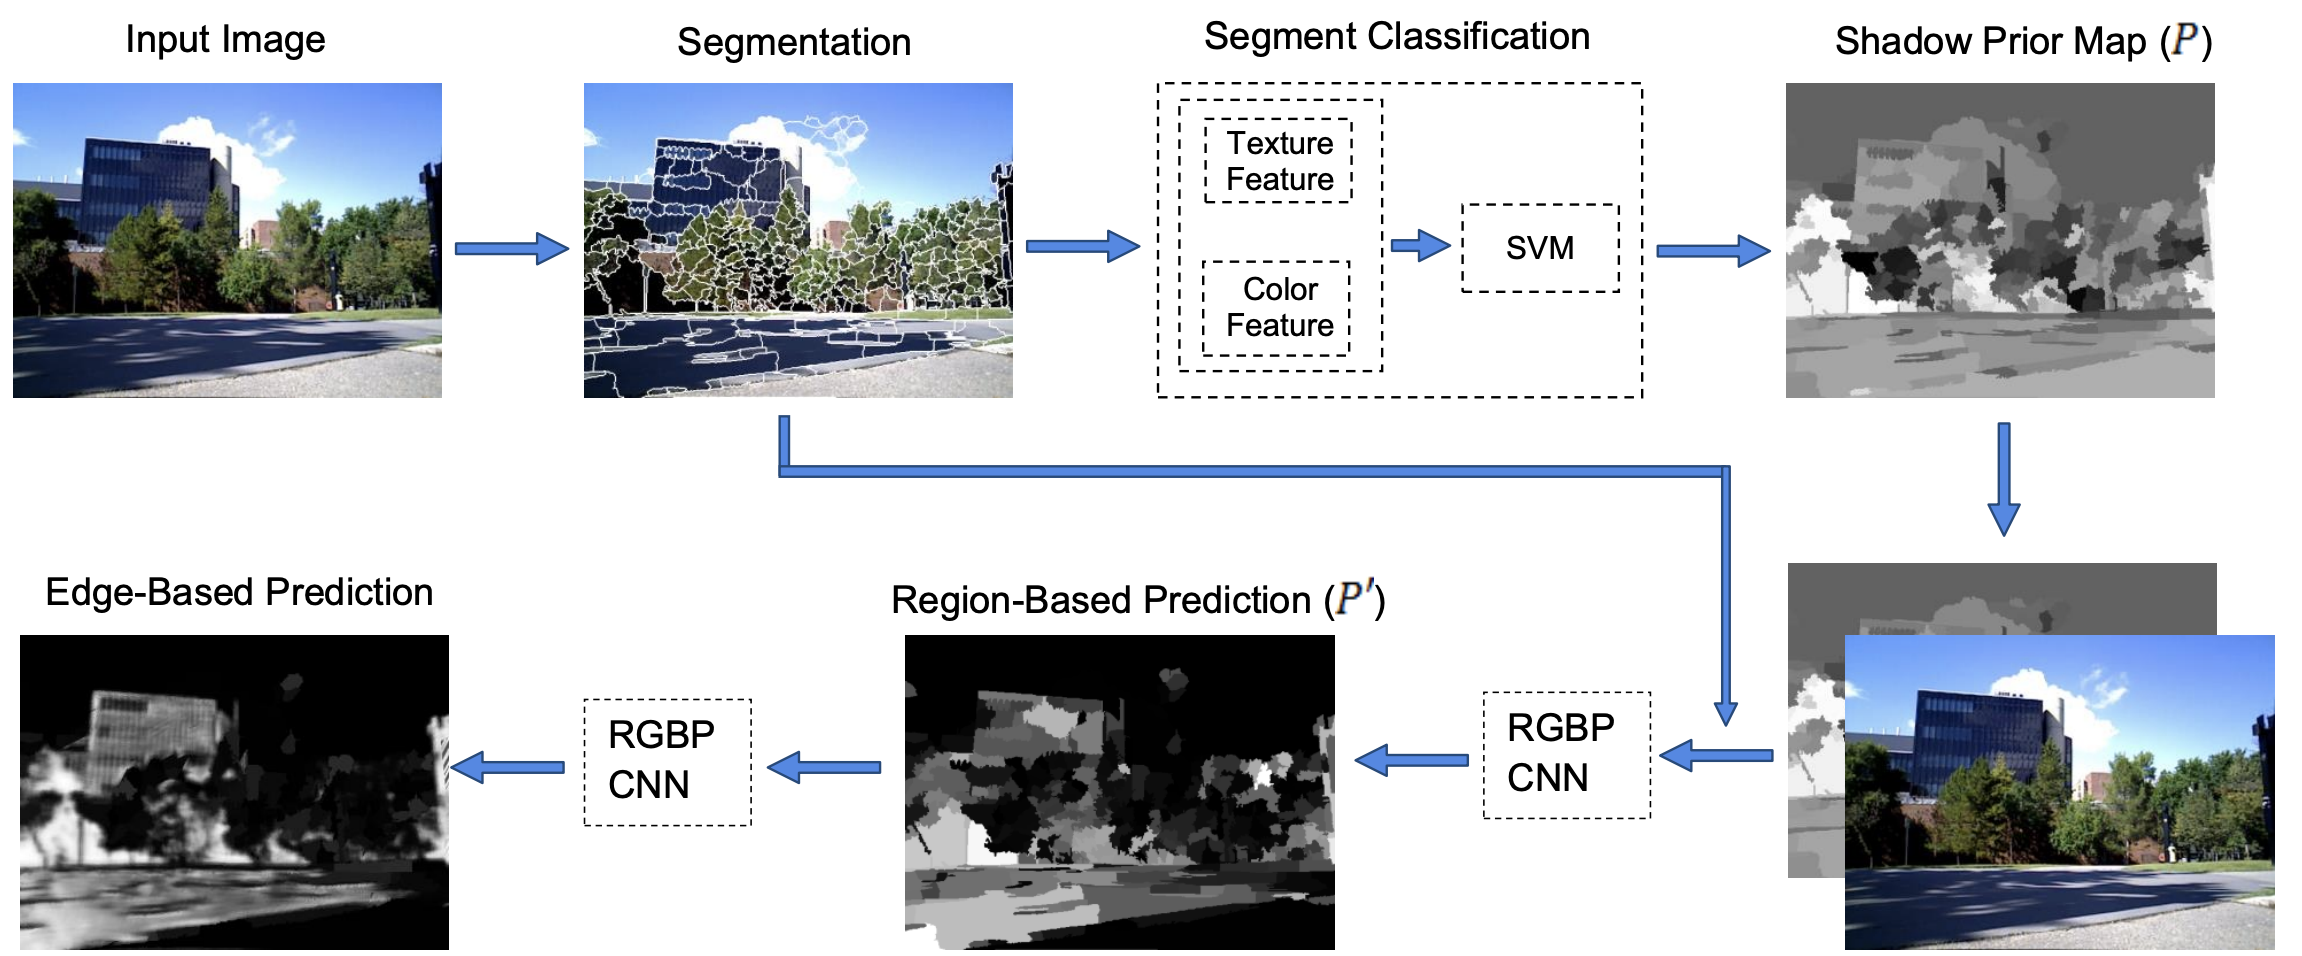 Input Image
Segmentation
Segment Classification
Shadow Prior Map (P)
Texture
Feature
SVM
Color
Feature
Edge-Based Prediction
Region-Based Prediction (P′)
RGBP
CNN
RGBP
CNN